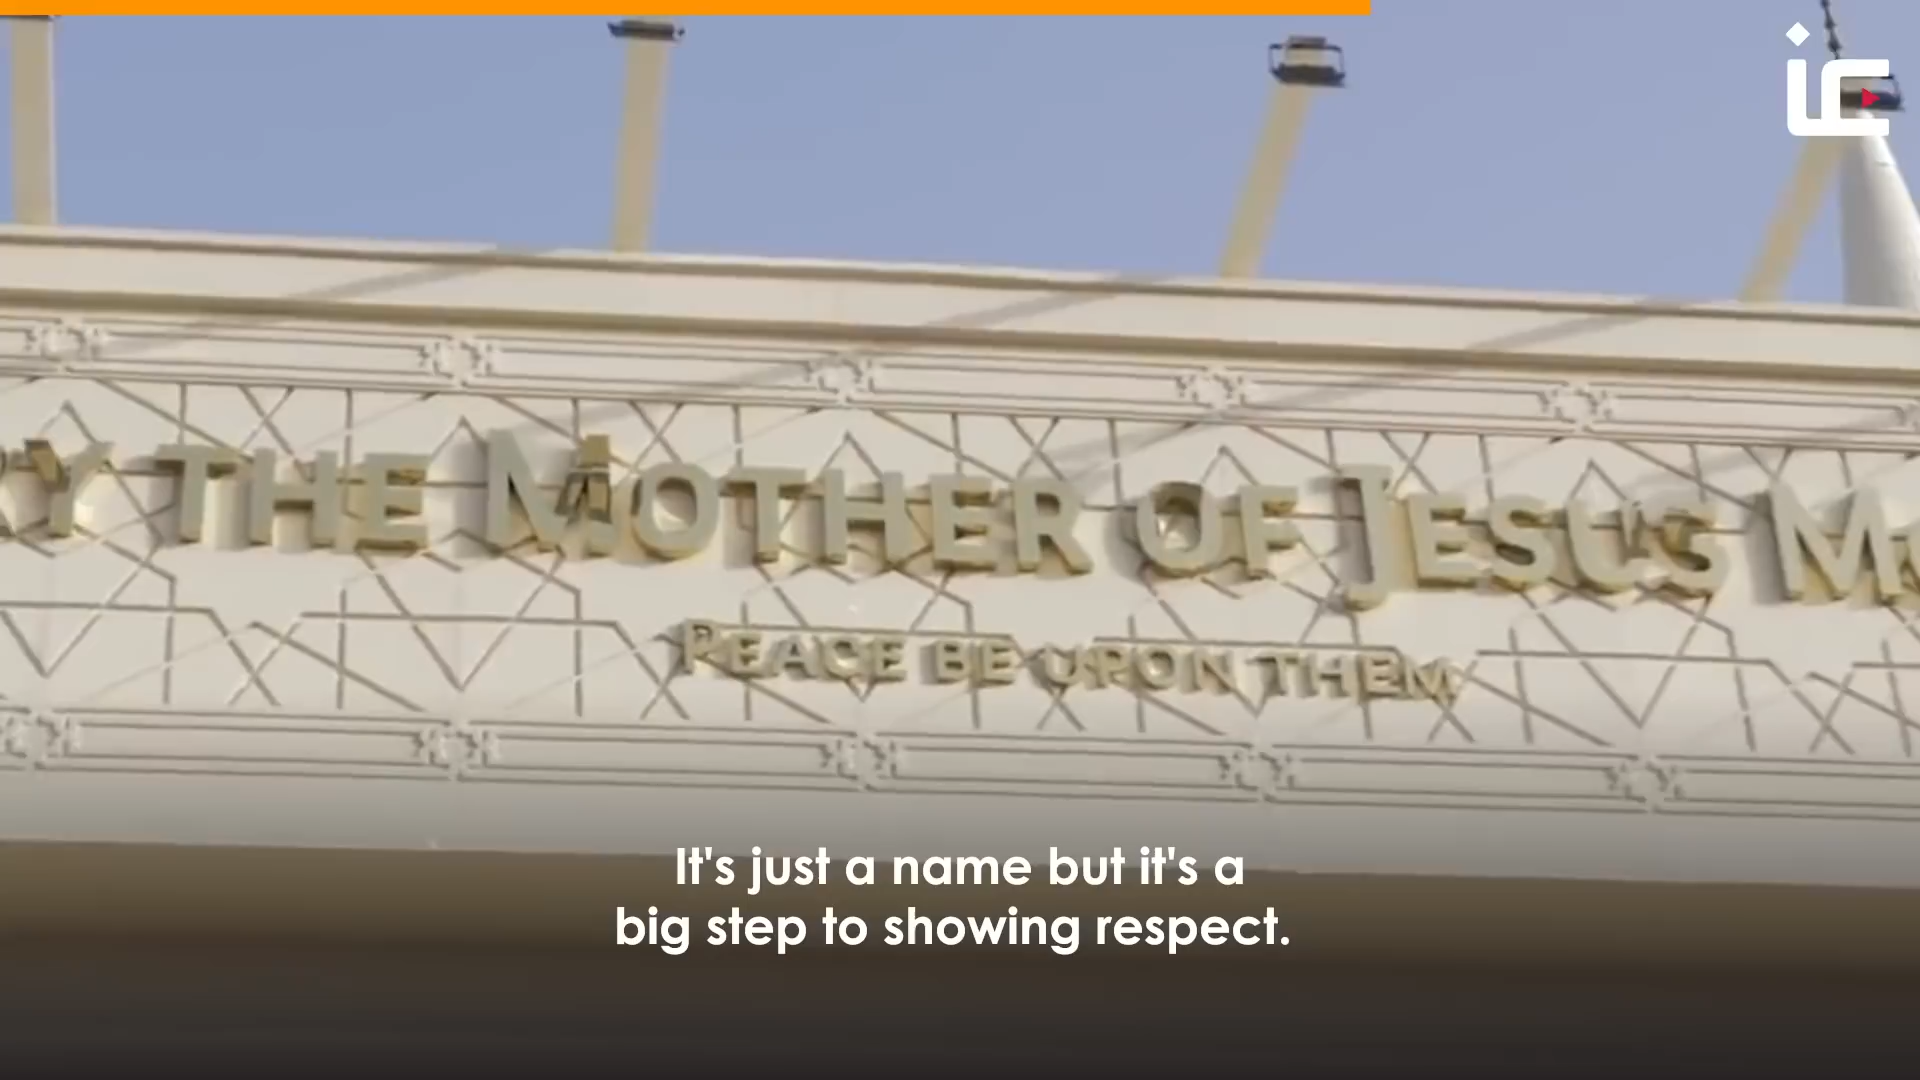 THE MOTHER OF JESUS
PEACE BE UPON THEM
It's just a name but it's a
big step to showing respect.